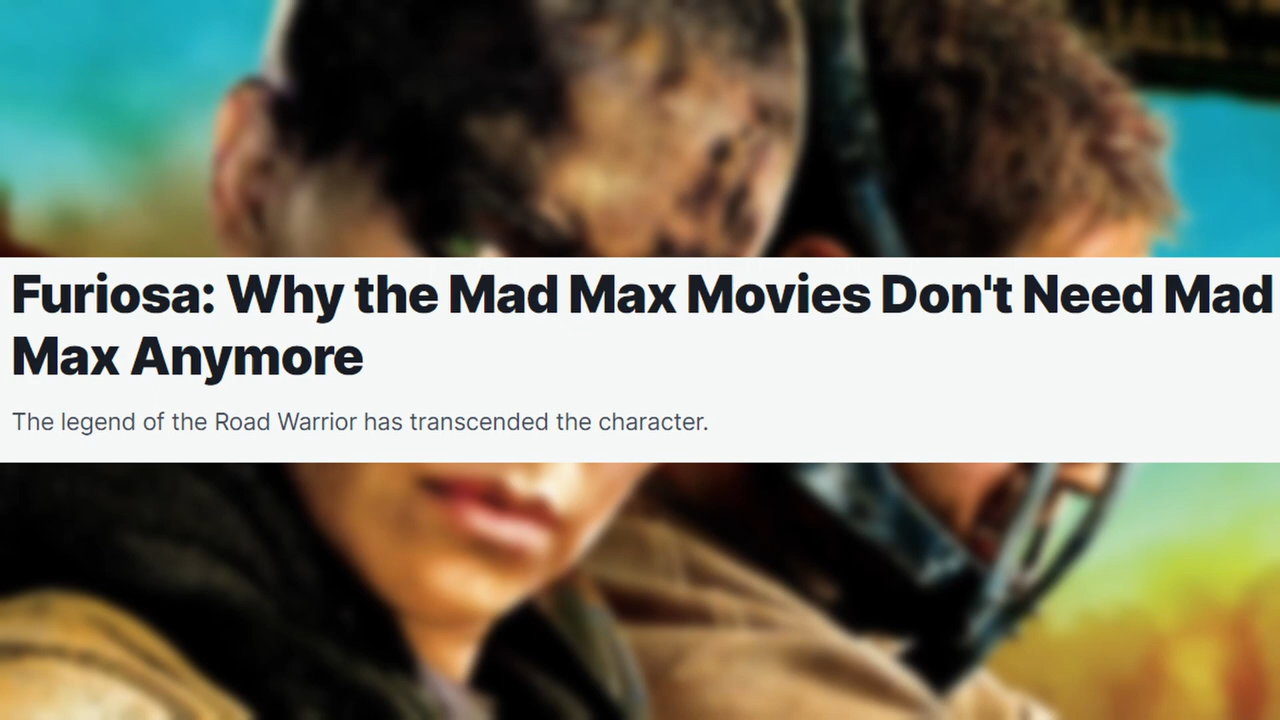 Furiosa: Why the Mad Max Movies Don't Need Mad
Max Anymore
The legend of the Road Warrior has transcended the character.